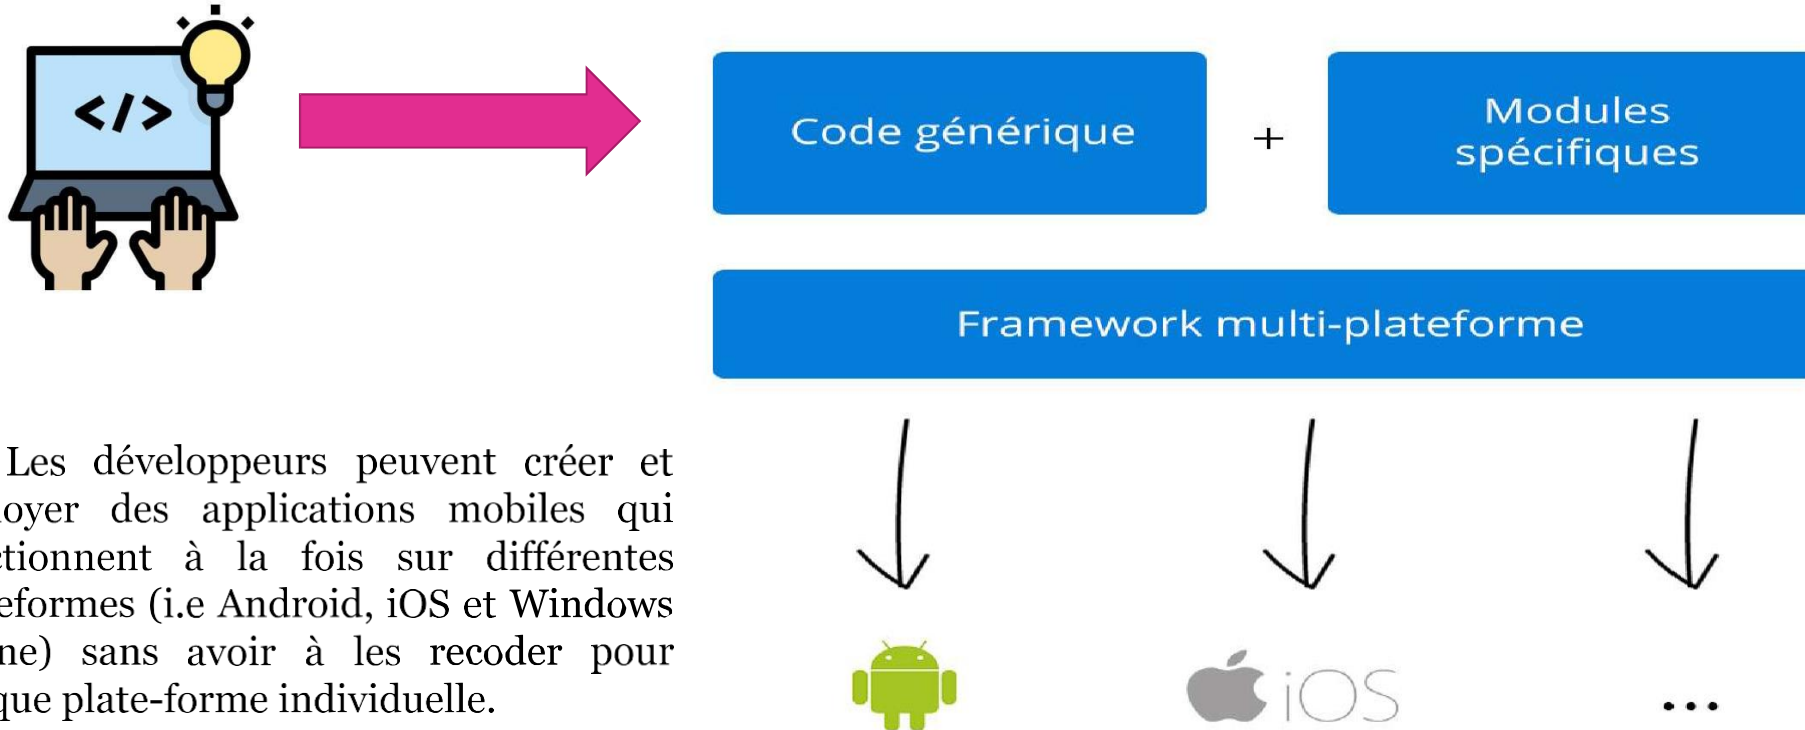 </>
Code générique
+
Modules
spécifiques
Framework multi-plateforme
Les développeurs peuvent créer et
oyer des applications mobiles qui
ctionnent à la fois sur différentes
eformes (i.e Android, iOS et Windows
ne) sans avoir à les recoder pour
que plate-forme individuelle.
iOS
...